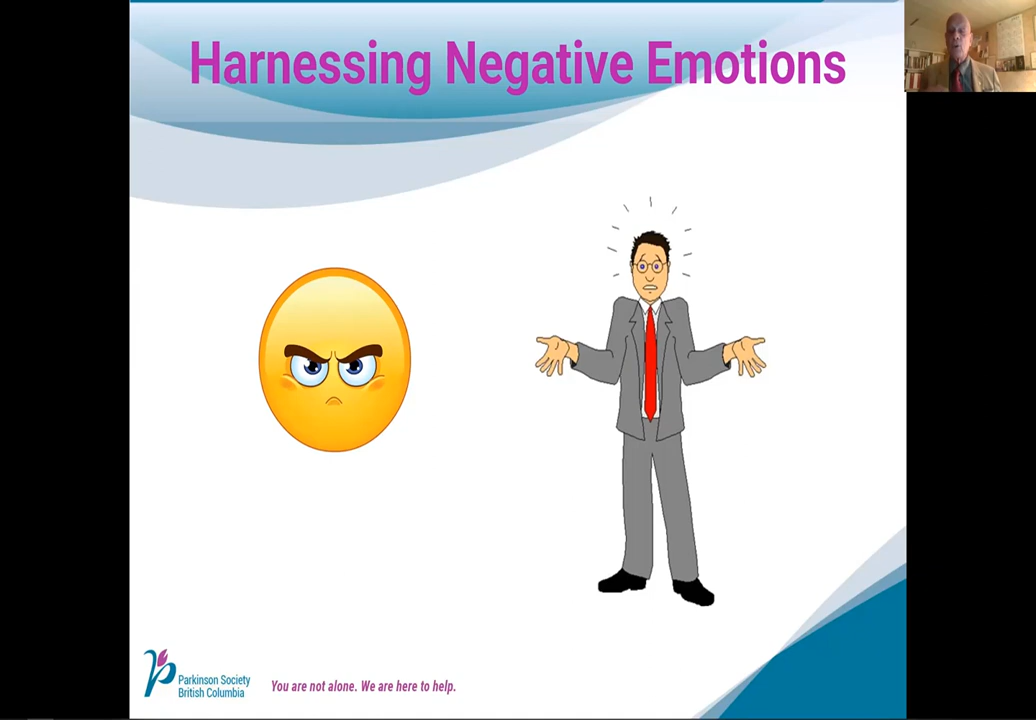 Harnessing Negative Emotions
Parkinson Society
British Columbia
You are not alone. We are here to help.